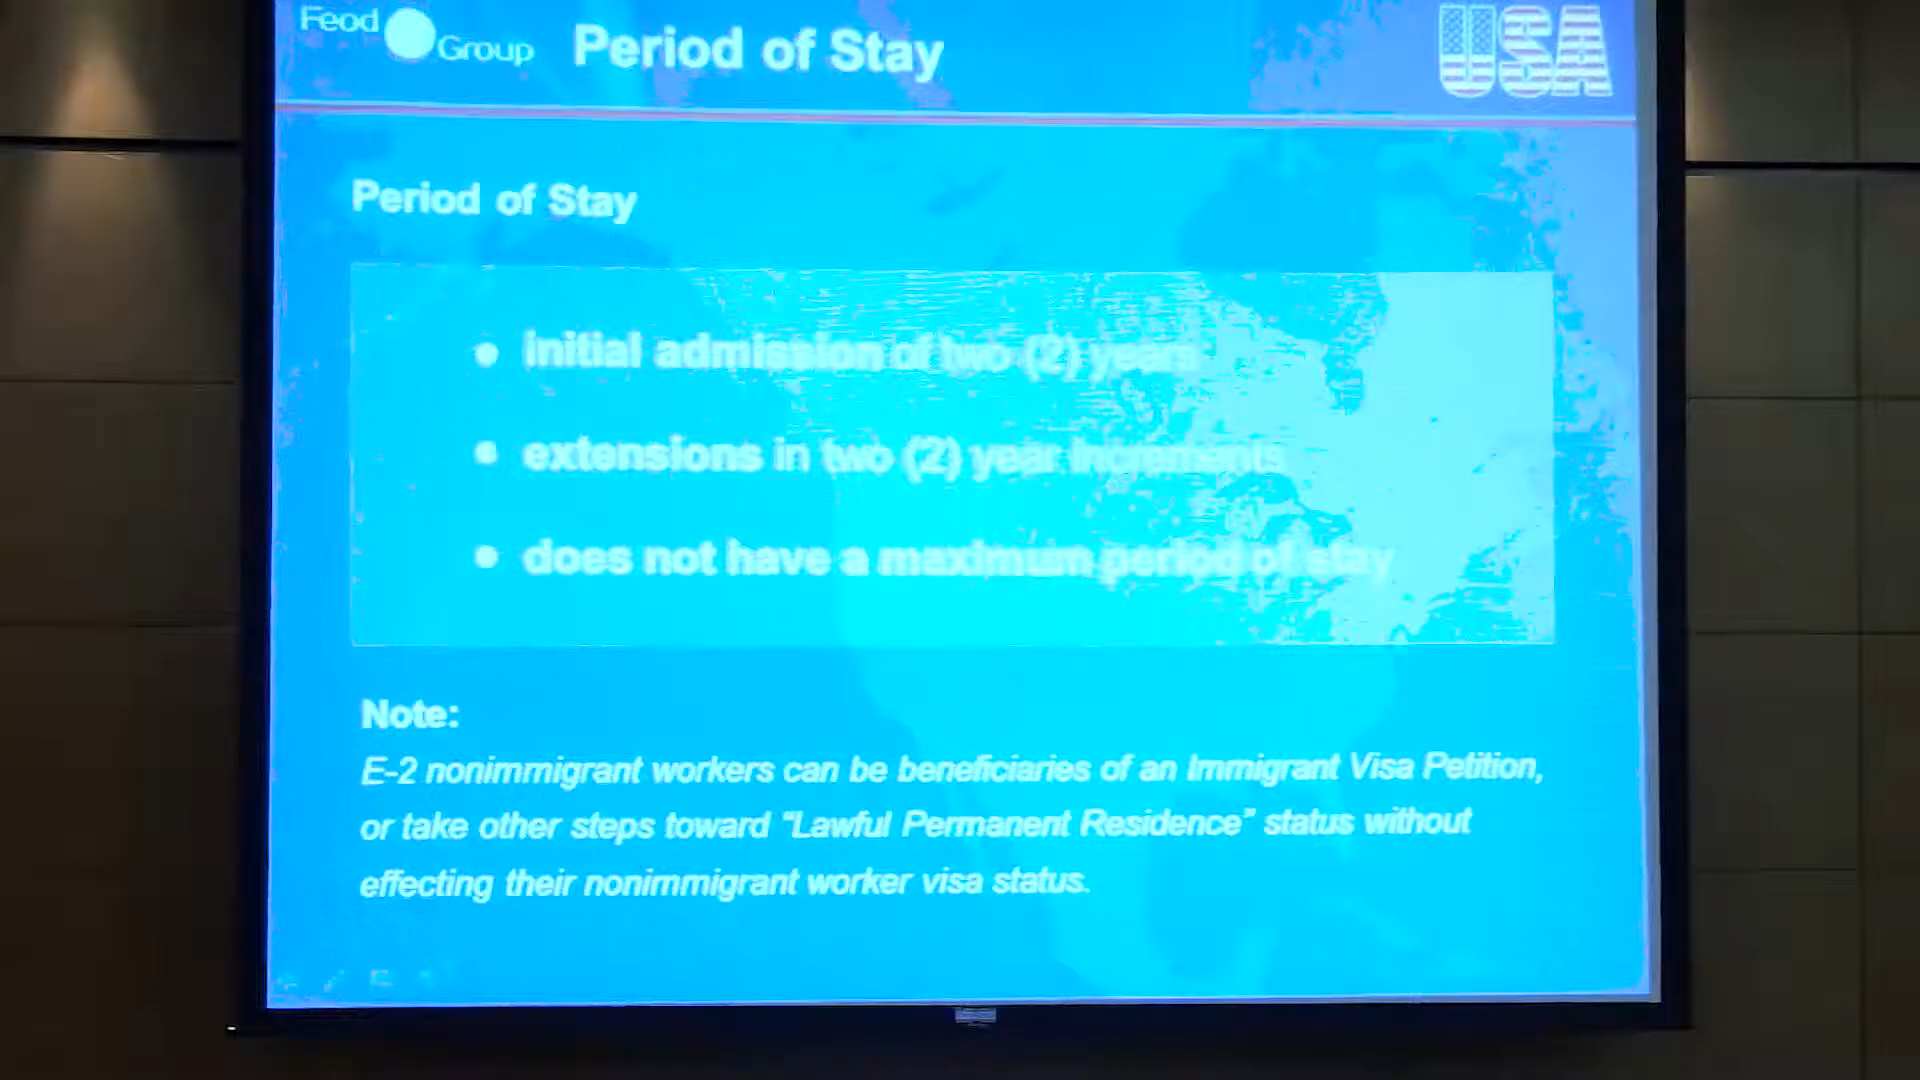 Feod Group
Period of Stay
USA
Period of Stay
• initial admission of two (2) years
• extensions in two (2) year increments
• does not have a maximum period of stay
Note:
E-2 nonimmigrant workers can be beneficiaries of an Immigrant Visa Petition,
or take other steps toward “Lawful Permanent Residence” status without
effecting their nonimmigrant worker visa status.